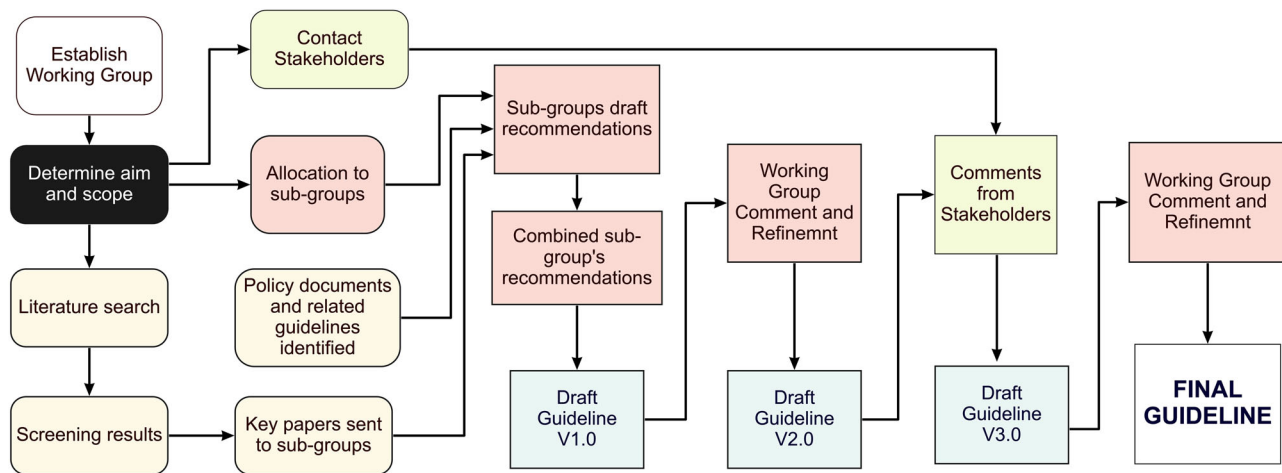 Establish
Working Group
Determine aim
and scope
Literature search
Screening results
Contact
Stakeholders
Allocation to
sub-groups
Policy documents
and related
guidelines
identified
Key papers sent
to sub-groups
Sub-groups draft
recommendations
Combined sub-
group's
recommendations
Draft
Guideline
V1.0
Working
Group
Comment and
Refinemnt
Draft
Guideline
V2.0
Comments
from
Stakeholders
Draft
Guideline
V3.0
Working Group
Comment and
Refinemnt
FINAL
GUIDELINE